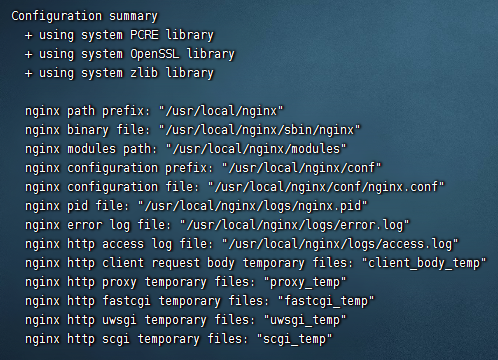 Configuration summary
+ using system PCRE library
+ using system OpenSSL library
+ using system zlib library
nginx path prefix: "/usr/local/nginx"
nginx binary file: "/usr/local/nginx/sbin/nginx"
nginx modules path: "/usr/local/nginx/modules"
nginx configuration prefix: "/usr/local/nginx/conf"
nginx configuration file: "/usr/local/nginx/conf/nginx.conf"
nginx pid file: "/usr/local/nginx/logs/nginx.pid"
nginx error log file: "/usr/local/nginx/logs/error.log"
nginx http access log file: "/usr/local/nginx/logs/access.log"
nginx http client request body temporary files: "client_body_temp"
nginx http proxy temporary files: "proxy_temp"
nginx http fastcgi temporary files: "fastcgi_temp"
nginx http uwsgi temporary files: "uwsgi_temp"
nginx http scgi temporary files: "scgi_temp"